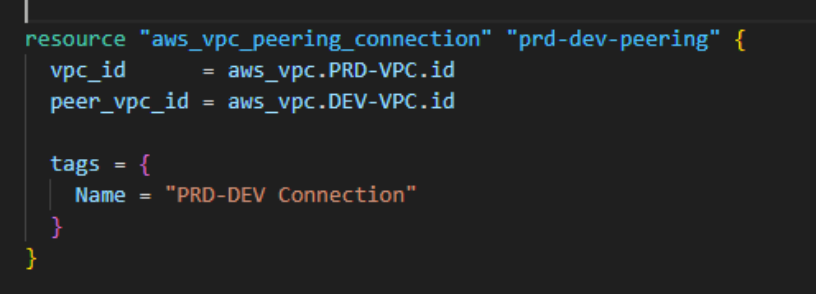 resource "aws_vpc_peering_connection" "prd-dev-peering" {
  vpc_id      = aws_vpc.PRD-VPC.id
  peer_vpc_id = aws_vpc.DEV-VPC.id
  tags = {
    Name = "PRD-DEV Connection"
  }
}